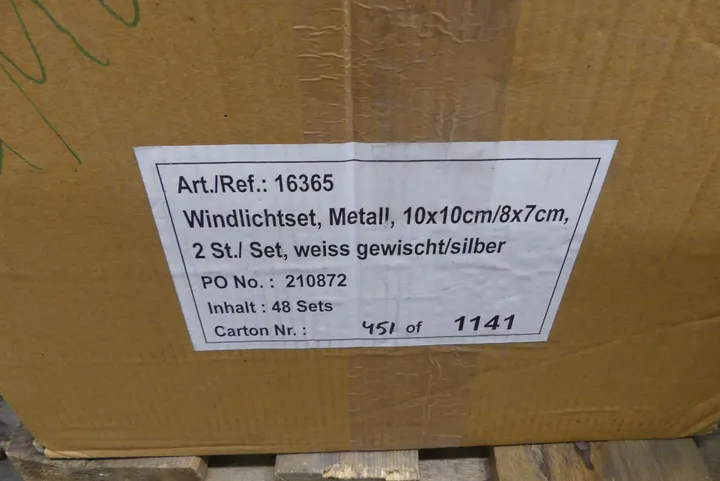 Art./Ref.: 16365
Windlichtset, Metall, 10x10cm/8x7cm,
2 St./ Set, weiss gewischt/silber
PO No. : 210872
Inhalt : 48 Sets
Carton Nr. : 451 of 1141